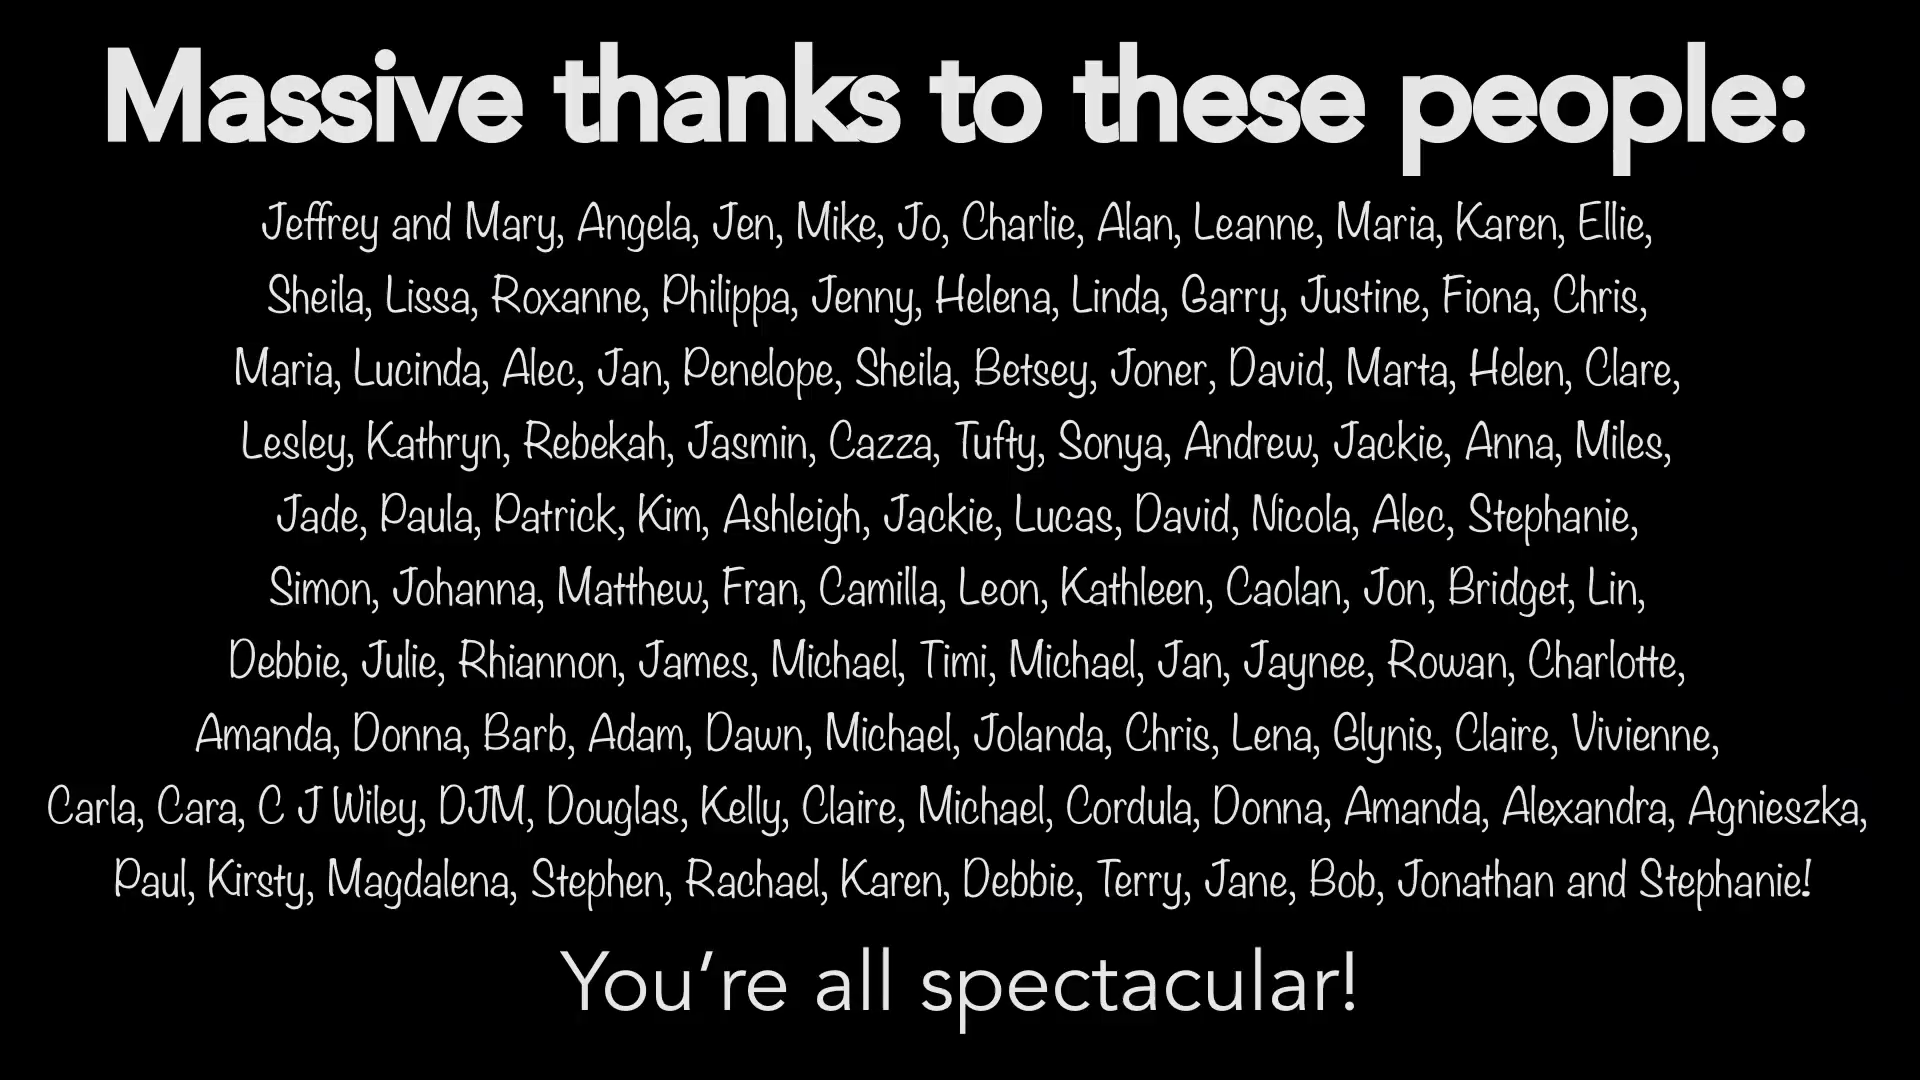 Massive thanks to these people:
Jeffrey and Mary, Angela, Jen, Mike, Jo, Charlie, Alan, Leanne, Maria, Karen, Ellie,
Sheila, Lissa, Roxanne, Philippa, Jenny, Helena, Linda, Garry, Justine, Fiona, Chris,
Maria, Lucinda, Alec, Jan, Penelope, Sheila, Betsey, Joner, David, Marta, Helen, Clare,
Lesley, Kathryn, Rebekah, Jasmin, Cazza, Tufty, Sonya, Andrew, Jackie, Anna, Miles,
Jade, Paula, Patrick, Kim, Ashleigh, Jackie, Lucas, David, Nicola, Alec, Stephanie,
Simon, Johanna, Matthew, Fran, Camilla, Leon, Kathleen, Caolan, Jon, Bridget, Lin,
Debbie, Julie, Rhiannon, James, Michael, Timi, Michael, Jan, Jaynee, Rowan, Charlotte,
Amanda, Donna, Barb, Adam, Dawn, Michael, Jolanda, Chris, Lena, Glynis, Claire, Vivienne,
Carla, Cara, C J Wiley, DJM, Douglas, Kelly, Claire, Michael, Cordula, Donna, Amanda, Alexandra, Agnieszka,
Paul, Kirsty, Magdalena, Stephen, Rachael, Karen, Debbie, Terry, Jane, Bob, Jonathan and Stephanie!
You're all spectacular!